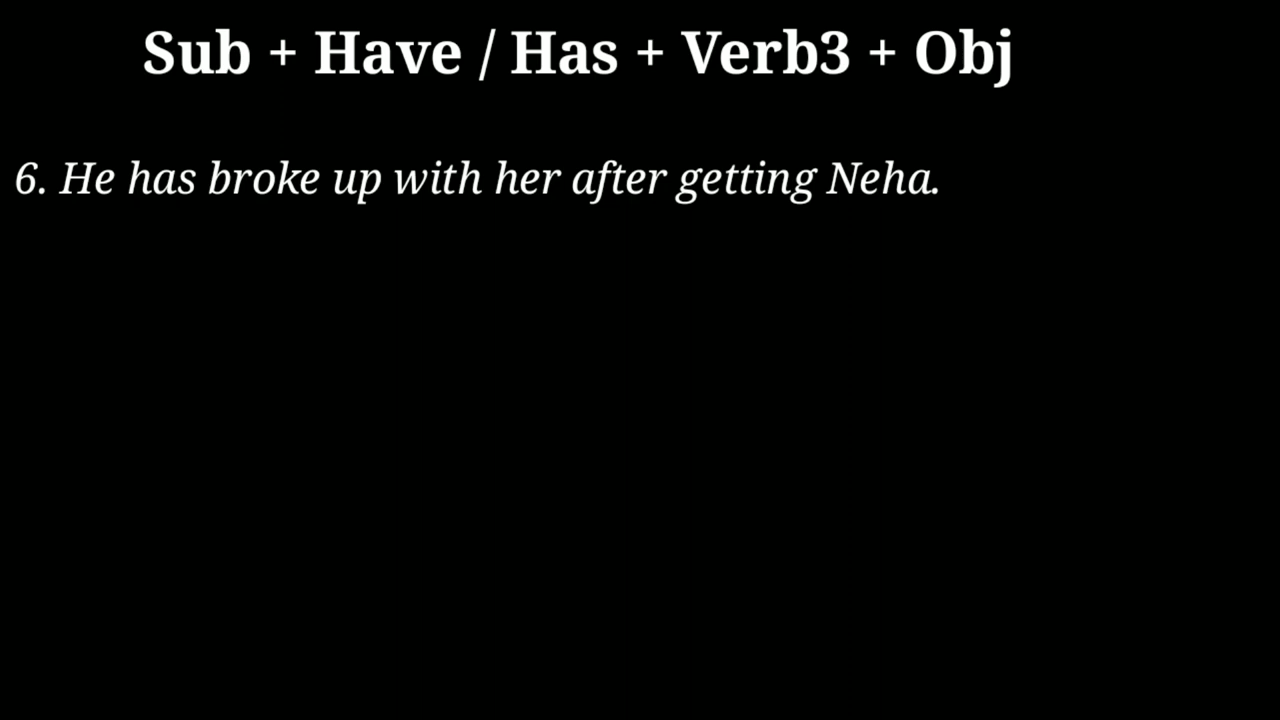 Sub + Have / Has + Verb3 + Obj
6. He has broke up with her after getting Neha.